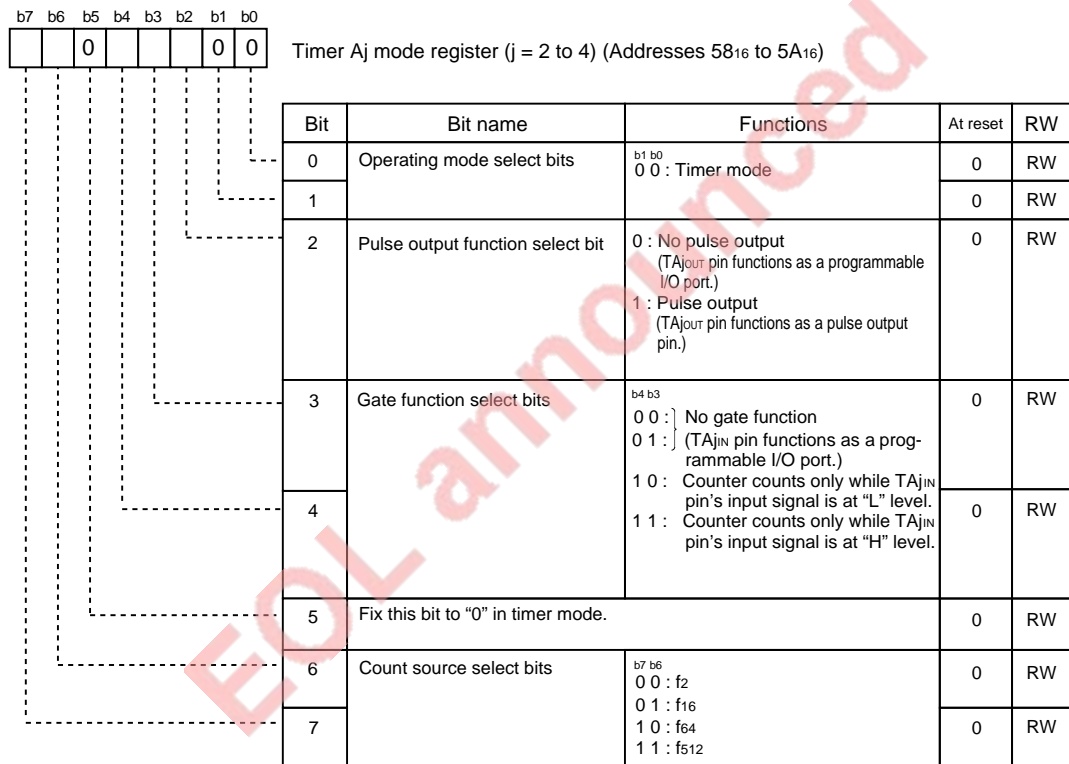 b7 b6 b5 b4 b3 b2 b1 b0
0 0 0
Timer Aj mode register (j = 2 to 4) (Addresses 5816 to 5A16)
Bit Bit name Functions At reset RW
0 Operating mode select bits b1 b0 0 RW
0 0 : Timer mode
1 0 RW
2 Pulse output function select bit 0 : No pulse output 0 RW
(TAjOUT pin functions as a programmable
I/O port.)
1 : Pulse output
(TAjOUT pin functions as a pulse output
pin.)
3 Gate function select bits b4 b3 0 RW
0 0 : No gate function
0 1 : (TAjIN pin functions as a prog-
rammable I/O port.)
1 0 : Counter counts only while TAjIN
pin's input signal is at “L” level.
4 0 RW
1 1 : Counter counts only while TAjIN
pin's input signal is at “H” level.
5 Fix this bit to “0” in timer mode. 0 RW
6 Count source select bits b7 b6 0 RW
0 0 : f2
0 1 : f16
7 1 0 : f64 0 RW
1 1 : f512
EOL announced